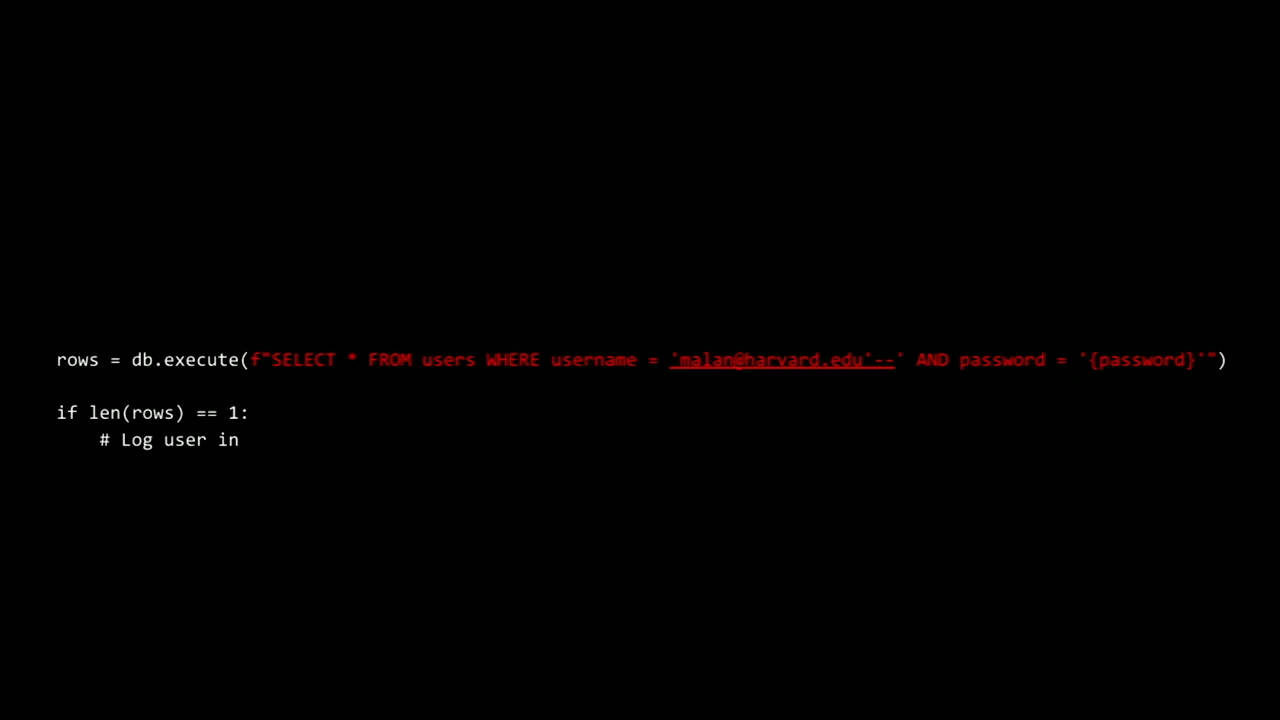 rows = db.execute(f"SELECT * FROM users WHERE username = 'malan@harvard.edu'--' AND password = '{password}'")
if len(rows) == 1:
# Log user in